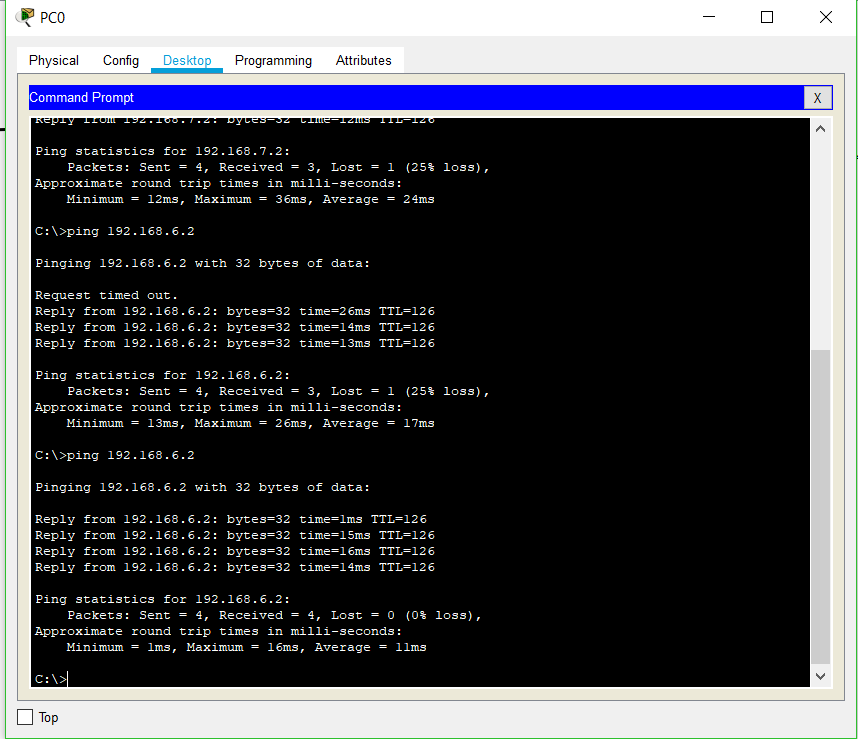 PC0
Physical Config Desktop Programming Attributes
Command Prompt X
Reply from 192.168.7.2: bytes=32 time=12ms TTL=126
Ping statistics for 192.168.7.2:
Packets: Sent = 4, Received = 3, Lost = 1 (25% loss),
Approximate round trip times in milli-seconds:
Minimum = 12ms, Maximum = 36ms, Average = 24ms
C:\>ping 192.168.6.2
Pinging 192.168.6.2 with 32 bytes of data:
Request timed out.
Reply from 192.168.6.2: bytes=32 time=26ms TTL=126
Reply from 192.168.6.2: bytes=32 time=14ms TTL=126
Reply from 192.168.6.2: bytes=32 time=13ms TTL=126
Ping statistics for 192.168.6.2:
Packets: Sent = 4, Received = 3, Lost = 1 (25% loss),
Approximate round trip times in milli-seconds:
Minimum = 13ms, Maximum = 26ms, Average = 17ms
C:\>ping 192.168.6.2
Pinging 192.168.6.2 with 32 bytes of data:
Reply from 192.168.6.2: bytes=32 time=1ms TTL=126
Reply from 192.168.6.2: bytes=32 time=15ms TTL=126
Reply from 192.168.6.2: bytes=32 time=16ms TTL=126
Reply from 192.168.6.2: bytes=32 time=14ms TTL=126
Ping statistics for 192.168.6.2:
Packets: Sent = 4, Received = 4, Lost = 0 (0% loss),
Approximate round trip times in milli-seconds:
Minimum = 1ms, Maximum = 16ms, Average = 11ms
C:\>
Top